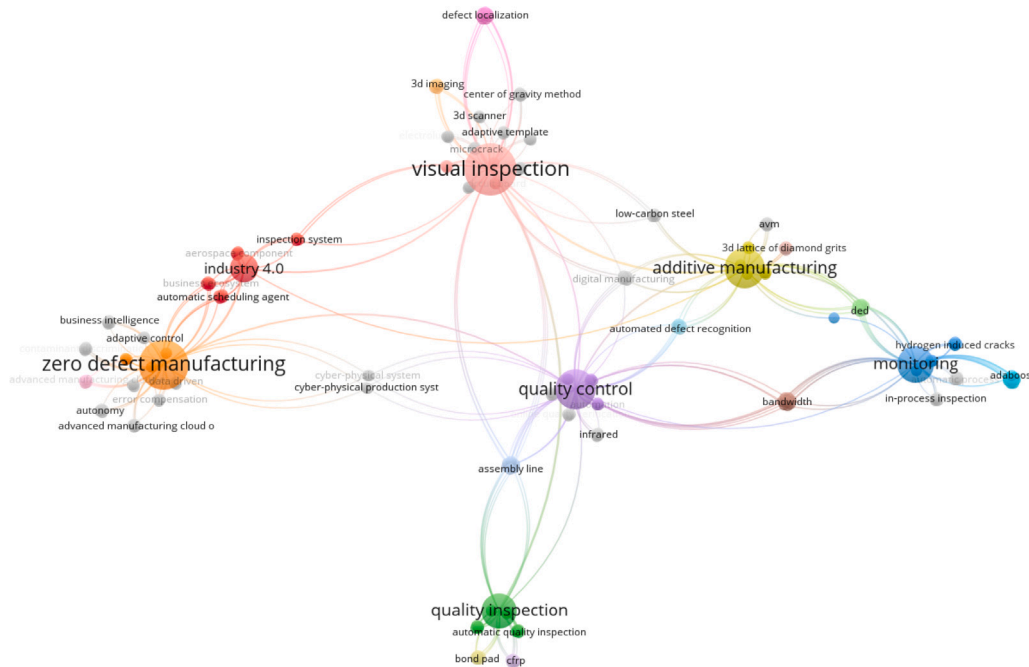 defect localization
3d imaging
center of gravity method
3d scanner
adaptive template
microcrack
visual inspection
low-carbon steel
avm
inspection system
3d lattice of diamond grits
aerospace component
industry 4.0
additive manufacturing
digital manufacturing
automatic scheduling agent
ded
business intelligence
automated defect recognition
adaptive control
hydrogen induced cracks
zero defect manufacturing
monitoring
cyber-physical system
advanced manufacturing
data driven
adaboos
cyber-physical production syst
quality control
error compensation
in-process inspection
bandwidth
autonomy
advanced manufacturing cloud o
infrared
assembly line
quality inspection
automatic quality inspection
bond pad
cfrp